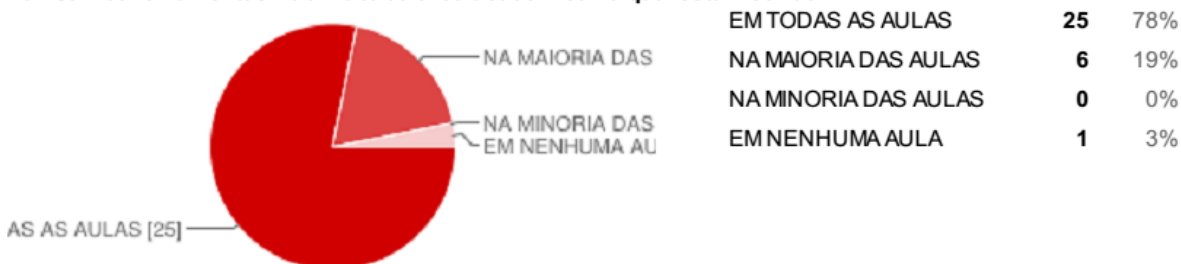 EM TODAS AS AULAS 25 78%
NA MAIORIA DAS AULAS 6 19%
NA MINORIA DAS AULAS 0 0%
EM NENHUMA AULA 1 3%
NA MAIORIA DAS
NA MINORIA DAS
EM NENHUMA AU
AS AS AULAS [25]